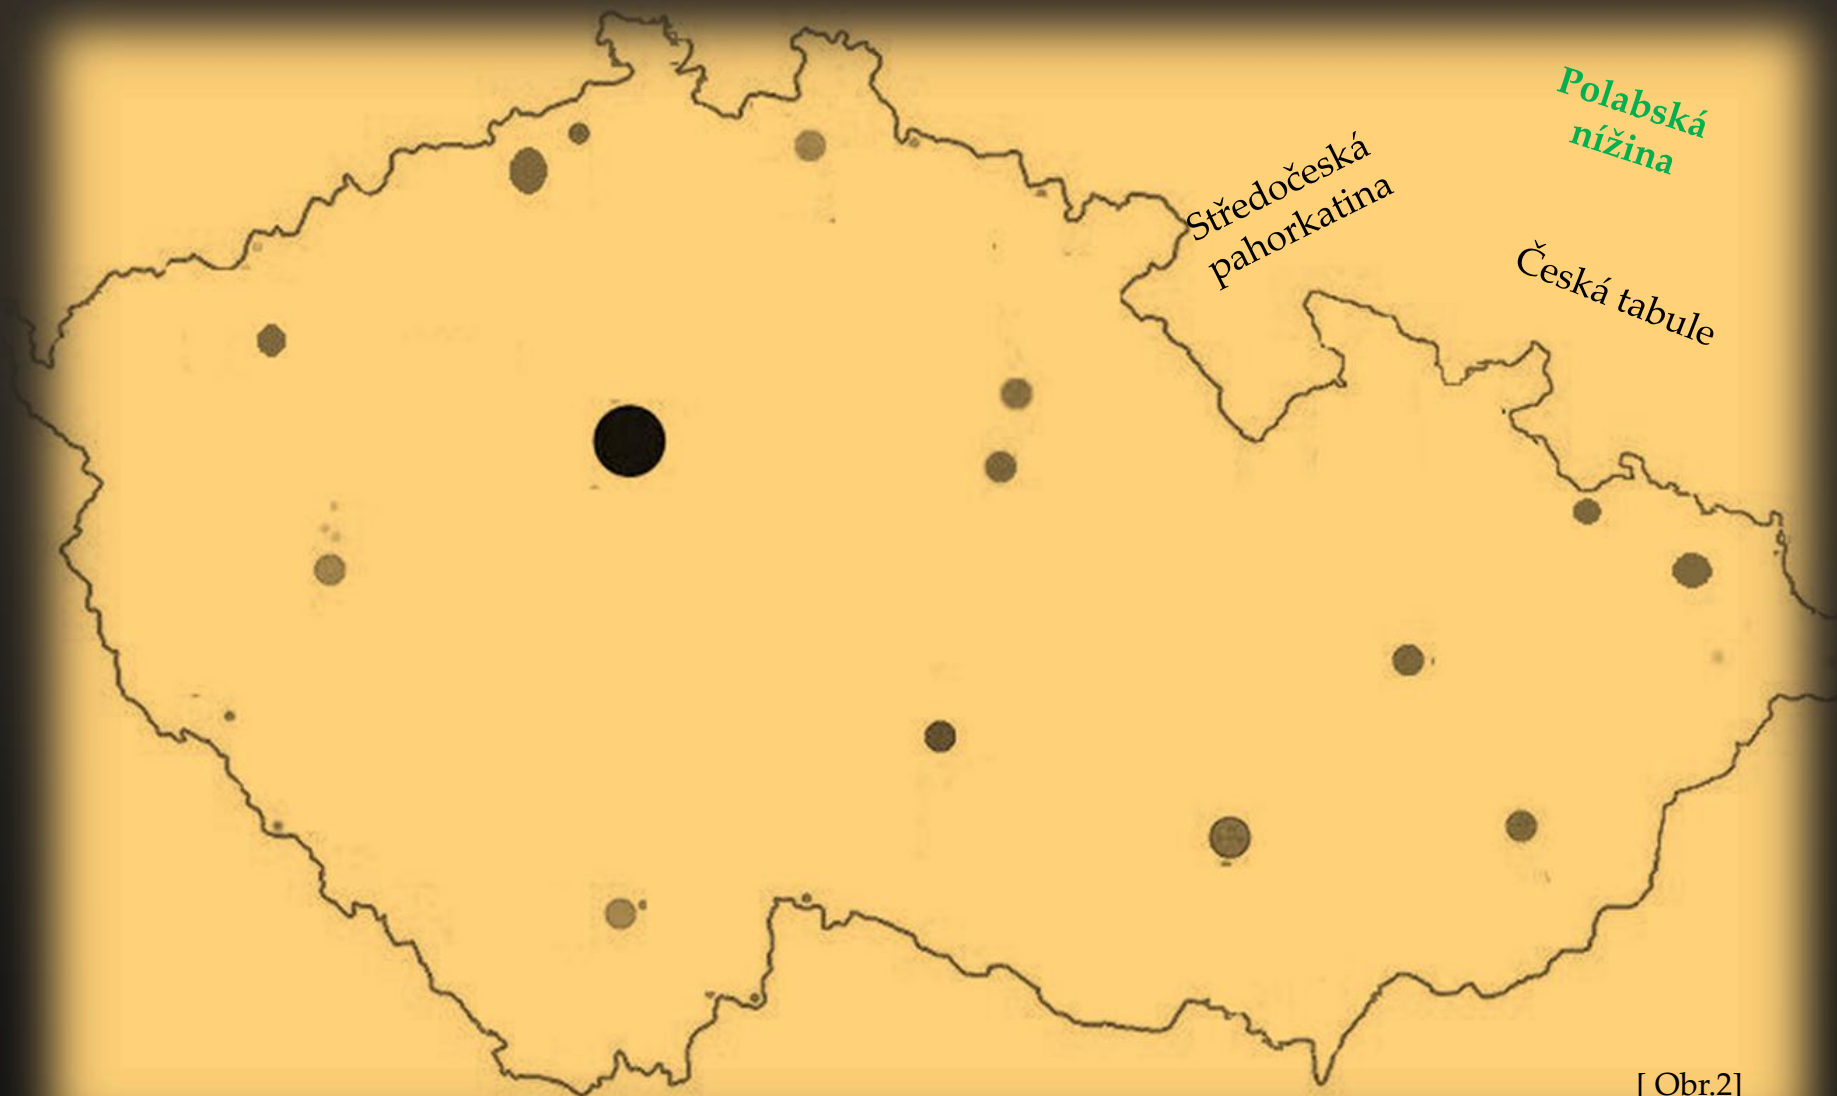 Polabská
nížina
Středočeská
pahorkatina
Česká tabule
[ Obr.2]